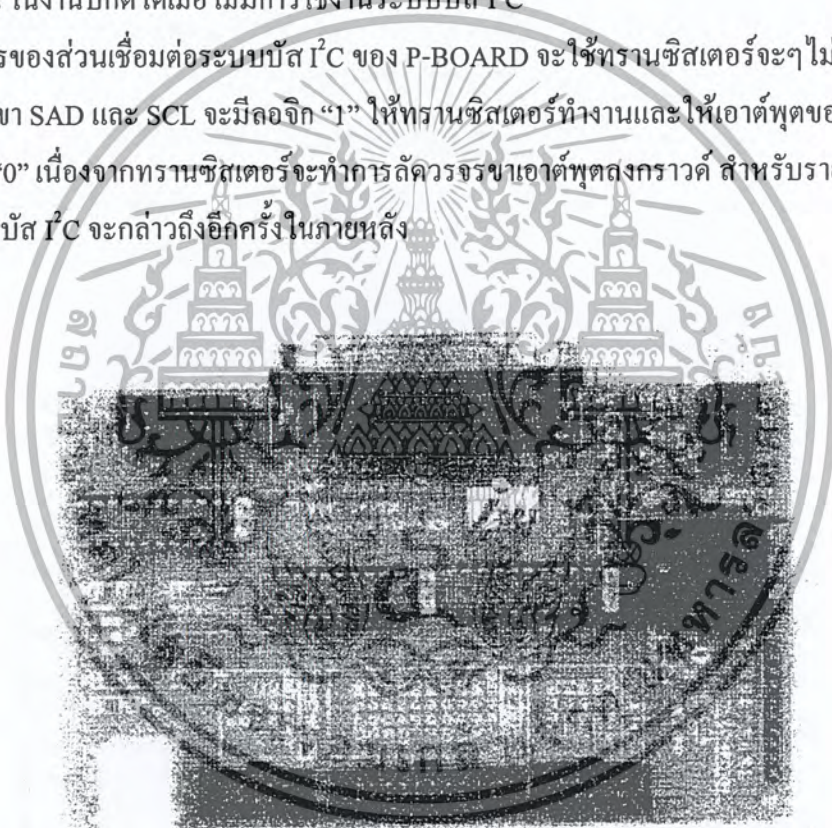 ในงานปกติได้เมื่อไม่มีการใช้งานระบบบัส I²C
รของส่วนเชื่อมต่อระบบบัส I²C ของ P-BOARD จะใช้ทรานซิสเตอร์จะๆไม่
ขา SAD และ SCL จะมีลอจิก “1” ให้ทรานซิสเตอร์ทำงานและให้เอาต์พุตขอ
“0” เนื่องจากทรานซิสเตอร์จะทำการลัดวรจรขาเอาต์พุตลงกราวด์ สำหรับรา
บัส I²C จะกล่าวถึงอีกครั้งในภายหลัง